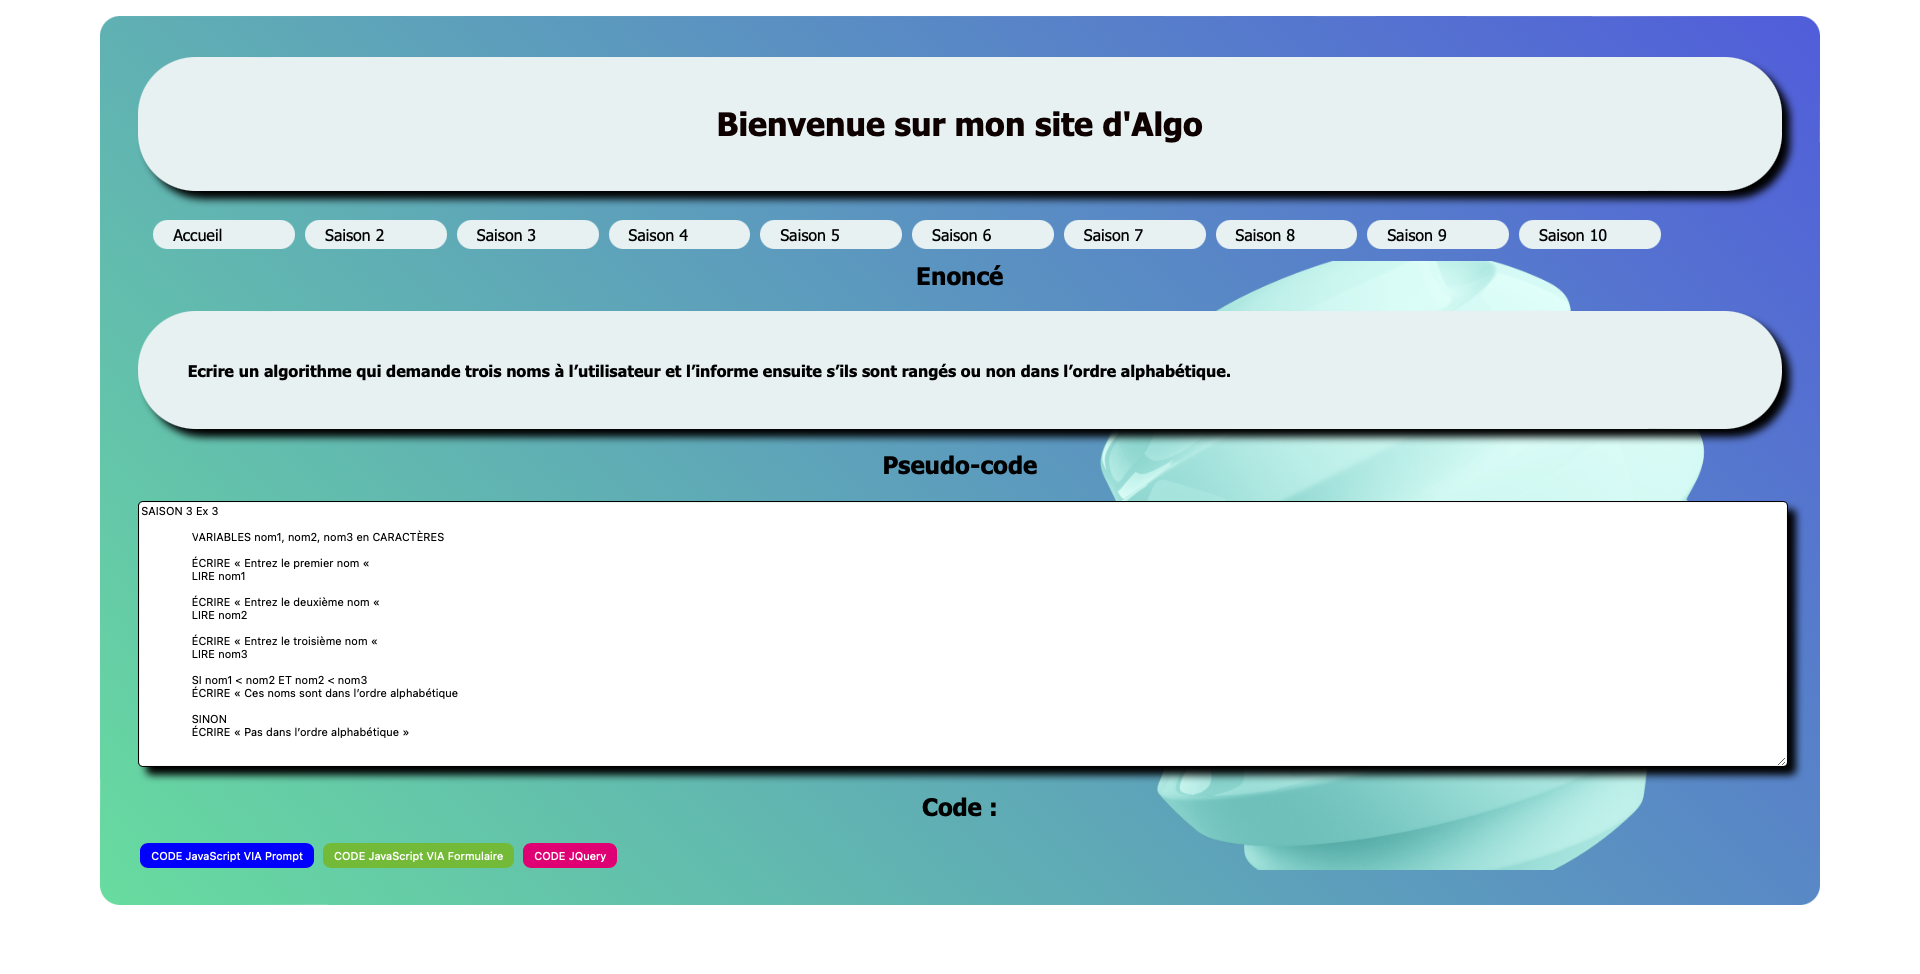 Bienvenue sur mon site d'Algo
Accueil Saison 2 Saison 3 Saison 4 Saison 5 Saison 6 Saison 7 Saison 8 Saison 9 Saison 10
Enoncé
Ecrire un algorithme qui demande trois noms à l’utilisateur et l’informe ensuite s’ils sont rangés ou non dans l’ordre alphabétique.
Pseudo-code
SAISON 3 Ex 3
VARIABLES nom1, nom2, nom3 en CARACTÈRES
ÉCRIRE « Entrez le premier nom «
LIRE nom1
ÉCRIRE « Entrez le deuxième nom «
LIRE nom2
ÉCRIRE « Entrez le troisième nom «
LIRE nom3
SI nom1 < nom2 ET nom2 < nom3
ÉCRIRE « Ces noms sont dans l’ordre alphabétique
SINON
ÉCRIRE « Pas dans l’ordre alphabétique »
Code :
CODE JavaScript VIA Prompt CODE JavaScript VIA Formulaire CODE JQuery